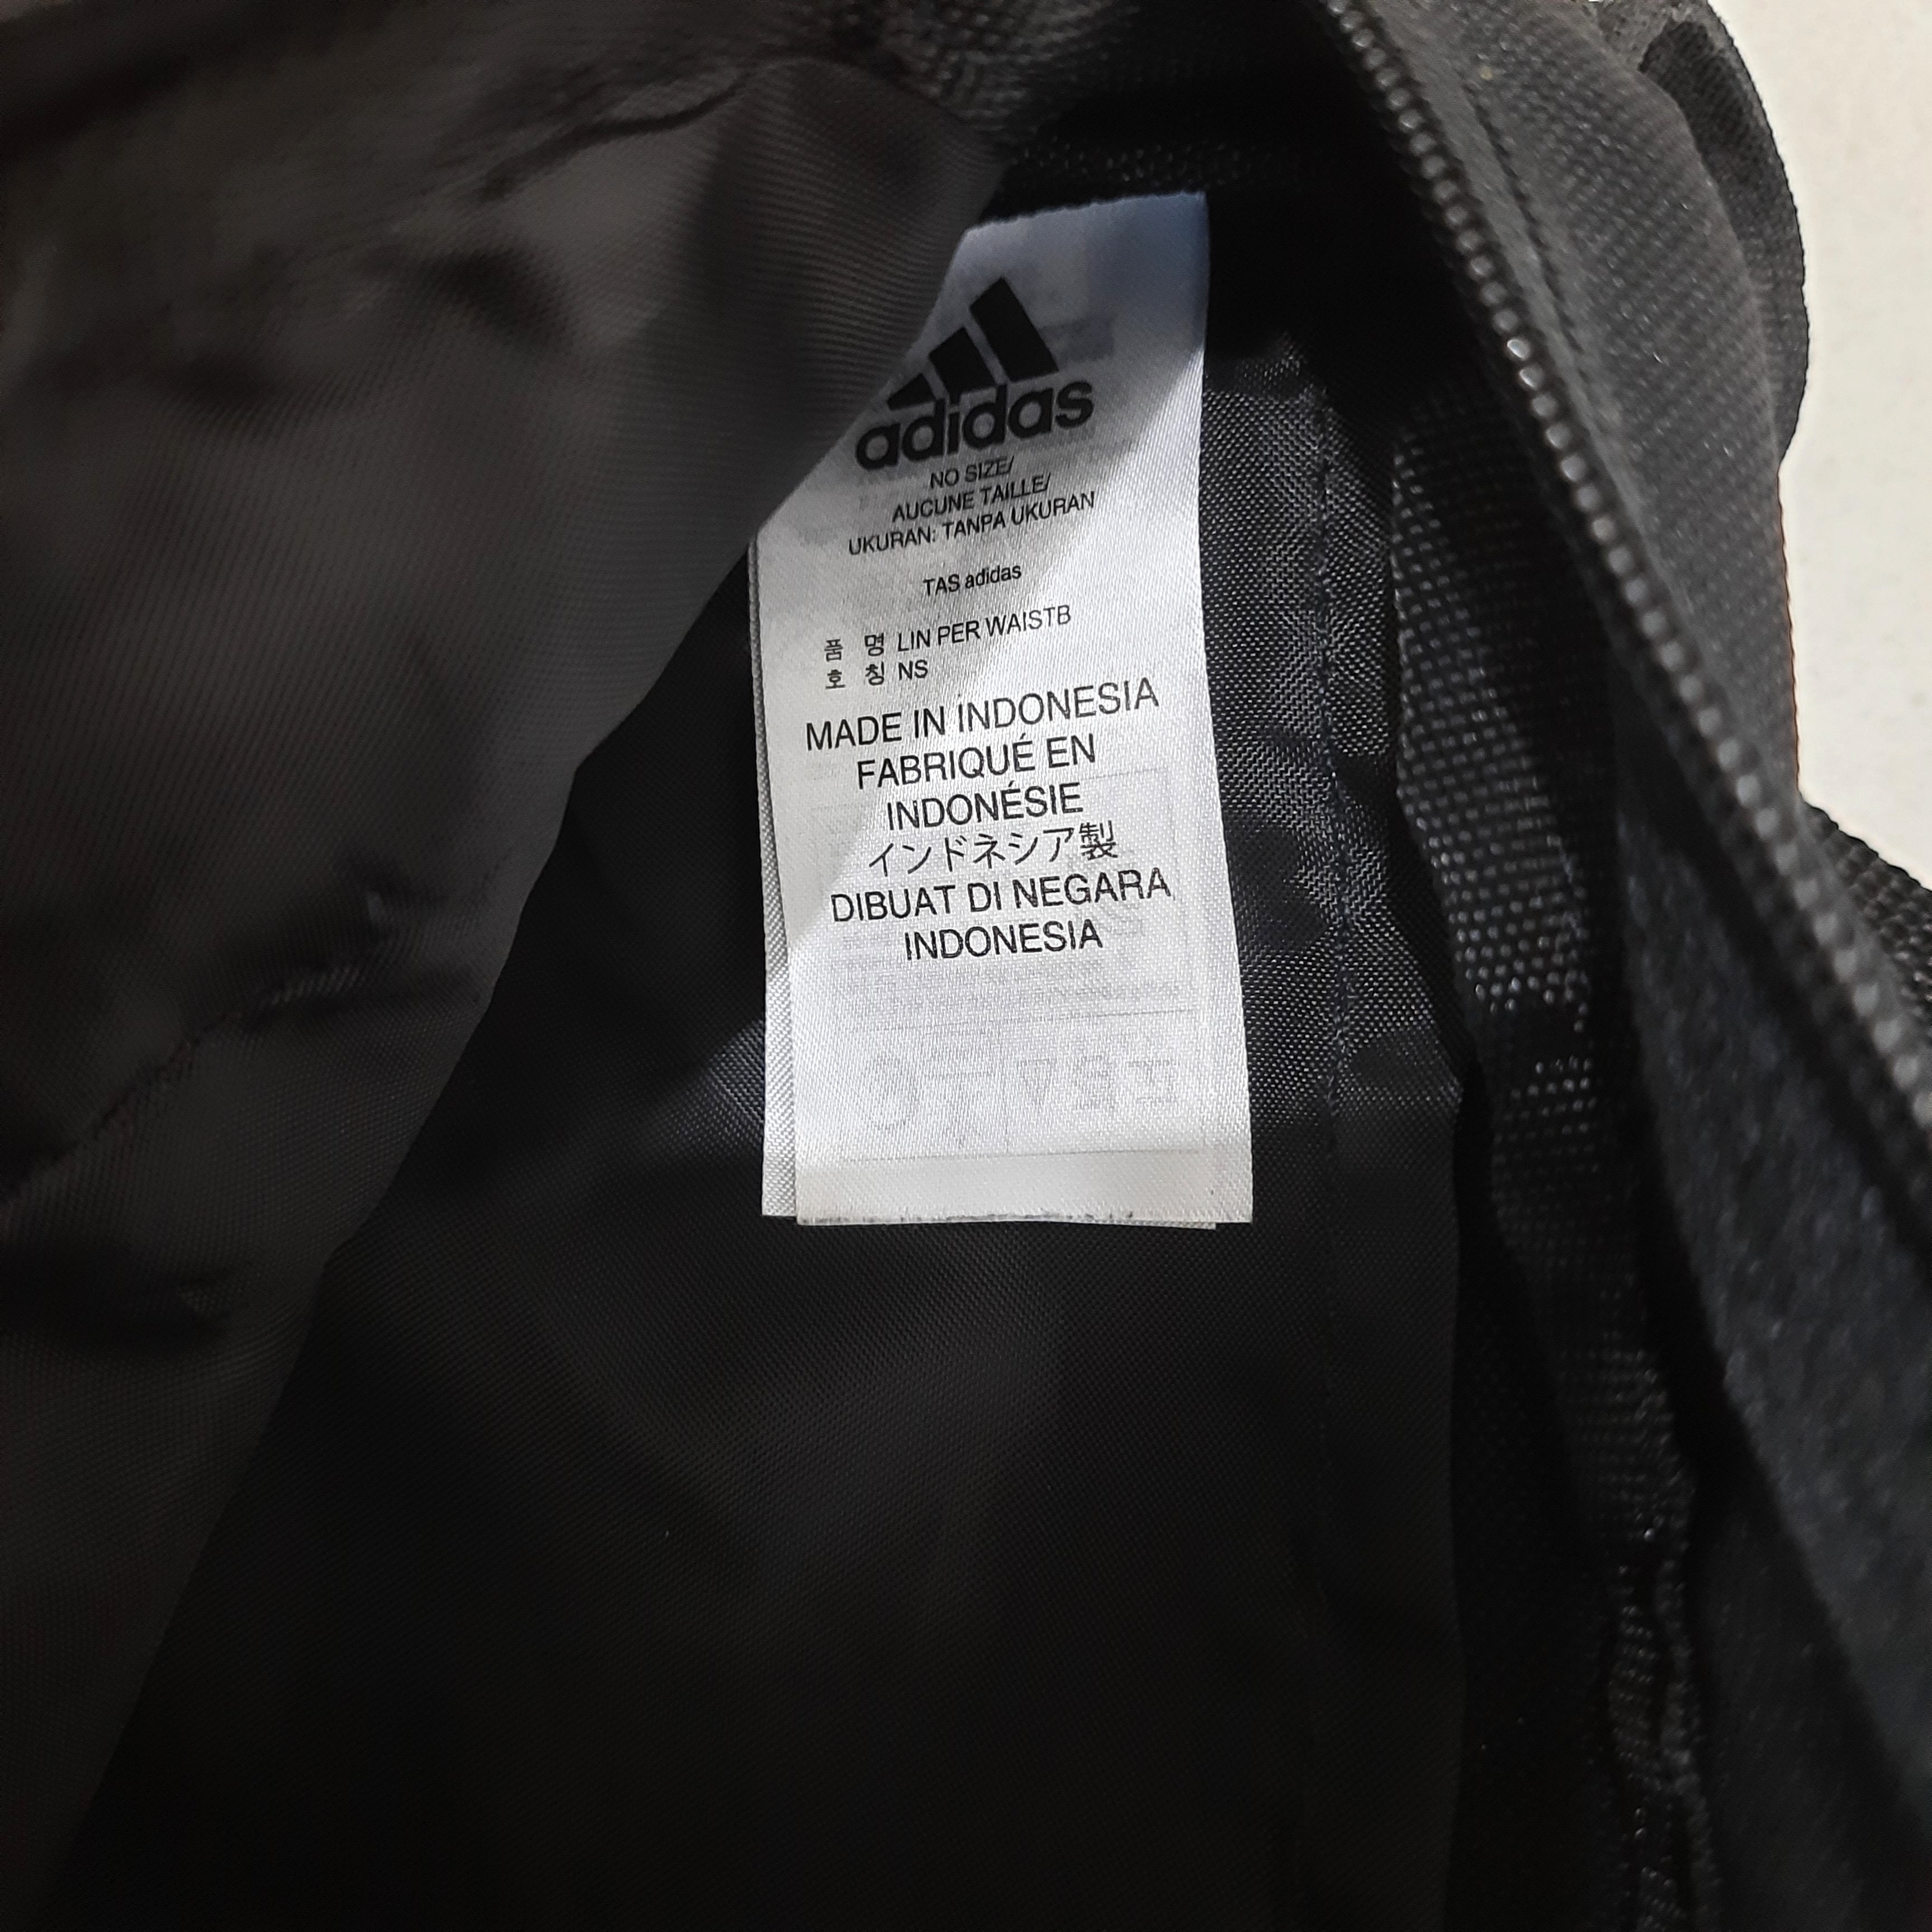 adidas
NO SIZE/
AUCUNE TAILLE/
UKURAN: TANPA UKURAN
TAS adidas
품 명 LIN PER WAISTB
호 칭 NS
MADE IN INDONESIA
FABRIQUÉ EN
INDONÉSIE
インドネシア製
DIBUAT DI NEGARA
INDONESIA